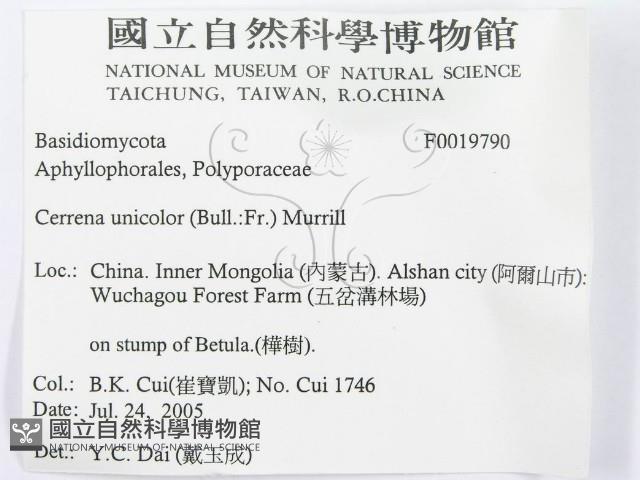 國立自然科學博物館
NATIONAL MUSEUM OF NATURAL SCIENCE
TAICHUNG, TAIWAN, R.O.CHINA
Basidiomycota F0019790
Aphyllophorales, Polyporaceae
Cerrena unicolor (Bull.:Fr.) Murrill
Loc.: China. Inner Mongolia (內蒙古). Alshan city (阿爾山市):
Wuchagou Forest Farm (五岔溝林場)
on stump of Betula.(樺樹).
Col.: B.K. Cui(崔寶凱); No. Cui 1746
Date: Jul. 24, 2005
國立自然科學博物館
NATIONAL MUSEUM OF NATURAL SCIENCE
Det.: Y.C. Dai (戴玉成)